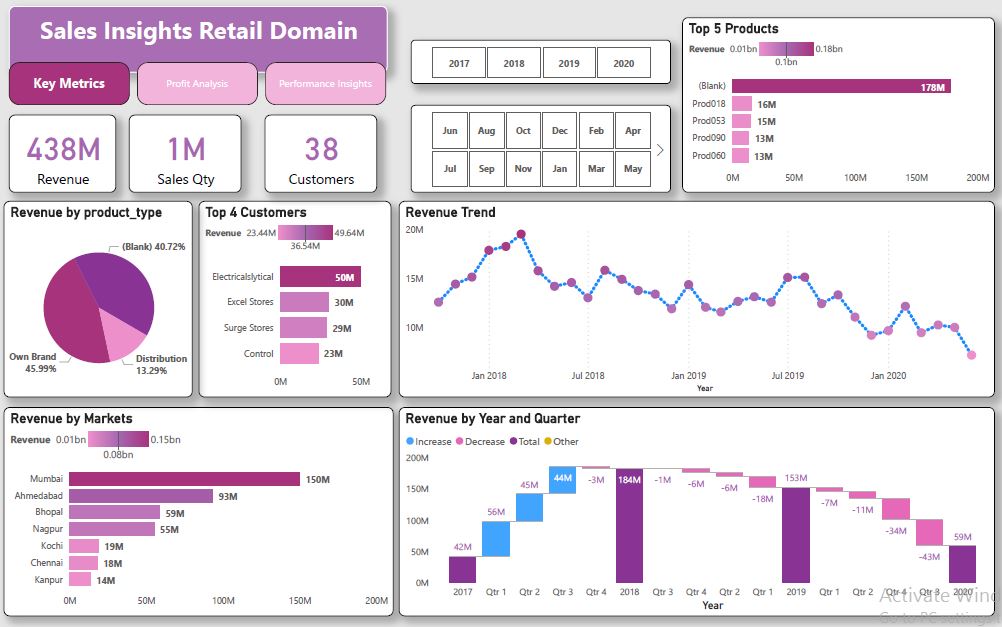 Sales Insights Retail Domain
Key Metrics
Profit Analysis
Performance Insights
438M
Revenue
1M
Sales Qty
38
Customers
2017 2018 2019 2020
Jun Aug Oct Dec Feb Apr
Jul Sep Nov Jan Mar May
Top 5 Products
Revenue 0.01bn 0.18bn
0.1bn
(Blank) 178M
Prod018 16M
Prod053 15M
Prod090 13M
Prod060 13M
0M 50M 100M 150M 200M
Revenue by product_type
(Blank) 40.72%
Own Brand
45.99%
Distribution
13.29%
Top 4 Customers
Revenue 23.44M 49.64M
36.54M
Electricalslytical 50M
Excel Stores 30M
Surge Stores 29M
Control 23M
0M 50M
Revenue Trend
20M
15M
10M
Jan 2018 Jul 2018 Jan 2019 Jul 2019 Jan 2020
Year
Revenue by Markets
Revenue 0.01bn 0.15bn
0.08bn
Mumbai 150M
Ahmedabad 93M
Bhopal 59M
Nagpur 55M
Kochi 19M
Chennai 18M
Kanpur 14M
0M 50M 100M 150M 200M
Revenue by Year and Quarter
Increase Decrease Total Other
200M
150M
100M
50M
0M
42M 56M 45M 44M -3M 184M -1M -6M -6M -18M 153M -7M -11M -34M -43M 59M
2017 Qtr 1 Qtr 2 Qtr 3 Qtr 4 2018 Qtr 3 Qtr 4 Qtr 2 Qtr 1 2019 Qtr 1 Qtr 2 Qtr 4 Qtr 3 2020
Year
Activate Wind
Go to PC settings